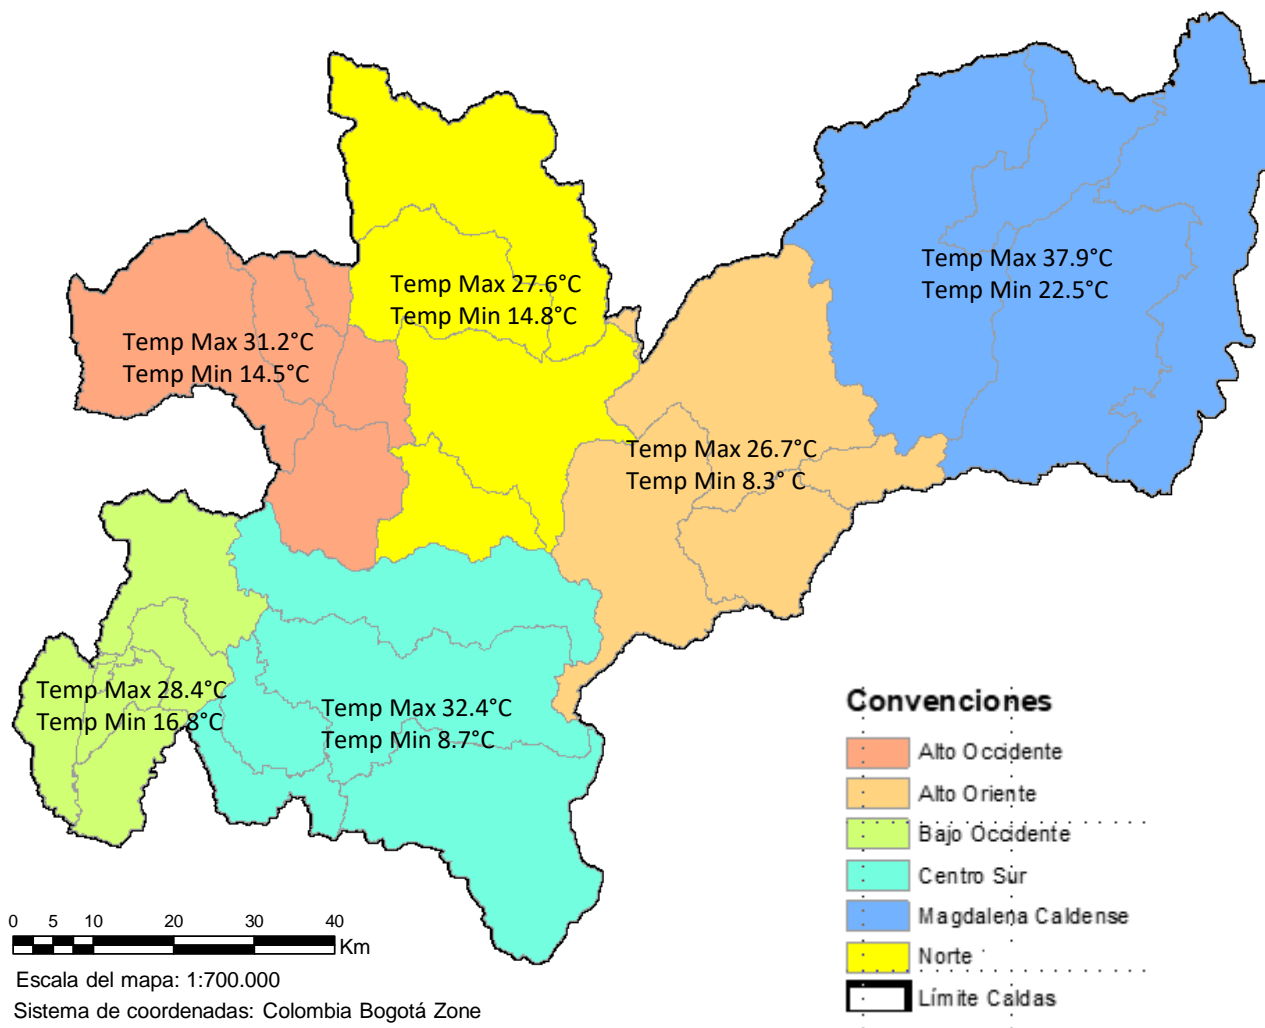 Temp Max 37.9°C
Temp Min 22.5°C
Temp Max 27.6°C
Temp Min 14.8°C
Temp Max 31.2°C
Temp Min 14.5°C
Temp Max 26.7°C
Temp Min 8.3° C
Temp Max 28.4°C
Temp Min 16.8°C
Temp Max 32.4°C
Temp Min 8.7°C
Convenciones
Alto Occidente
Alto Oriente
Bajo Occidente
Centro Sur
Magdalena Caldense
Norte
Límite Caldas
0 5 10 20 30 40
Km
Escala del mapa: 1:700.000
Sistema de coordenadas: Colombia Bogotá Zone